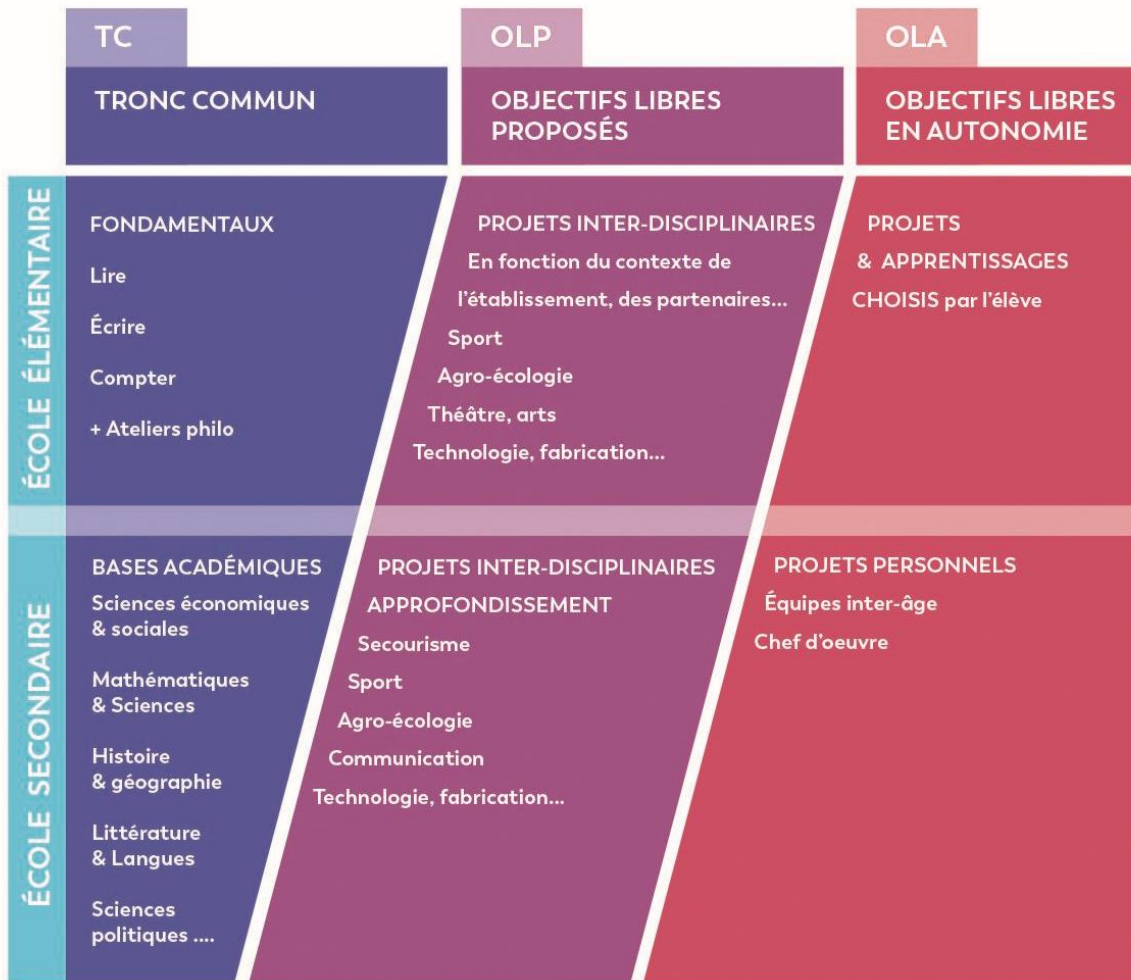 TC
TRONC COMMUN
OLP
OBJECTIFS LIBRES
PROPOSÉS
OLA
OBJECTIFS LIBRES
EN AUTONOMIE
ÉCOLE ÉLÉMENTAIRE
FONDAMENTAUX
Lire
Écrire
Compter
+ Ateliers philo
PROJETS INTER-DISCIPLINAIRES
En fonction du contexte de
l'établissement, des partenaires...
Sport
Agro-écologie
Théâtre, arts
Technologie, fabrication...
PROJETS
& APPRENTISSAGES
CHOISIS par l'élève
ÉCOLE SECONDAIRE
BASES ACADÉMIQUES
Sciences économiques
& sociales
Mathématiques
& Sciences
Histoire
& géographie
Littérature
& Langues
Sciences
politiques ....
PROJETS INTER-DISCIPLINAIRES
APPROFONDISSEMENT
Secourisme
Sport
Agro-écologie
Communication
Technologie, fabrication...
PROJETS PERSONNELS
Équipes inter-âge
Chef d'oeuvre